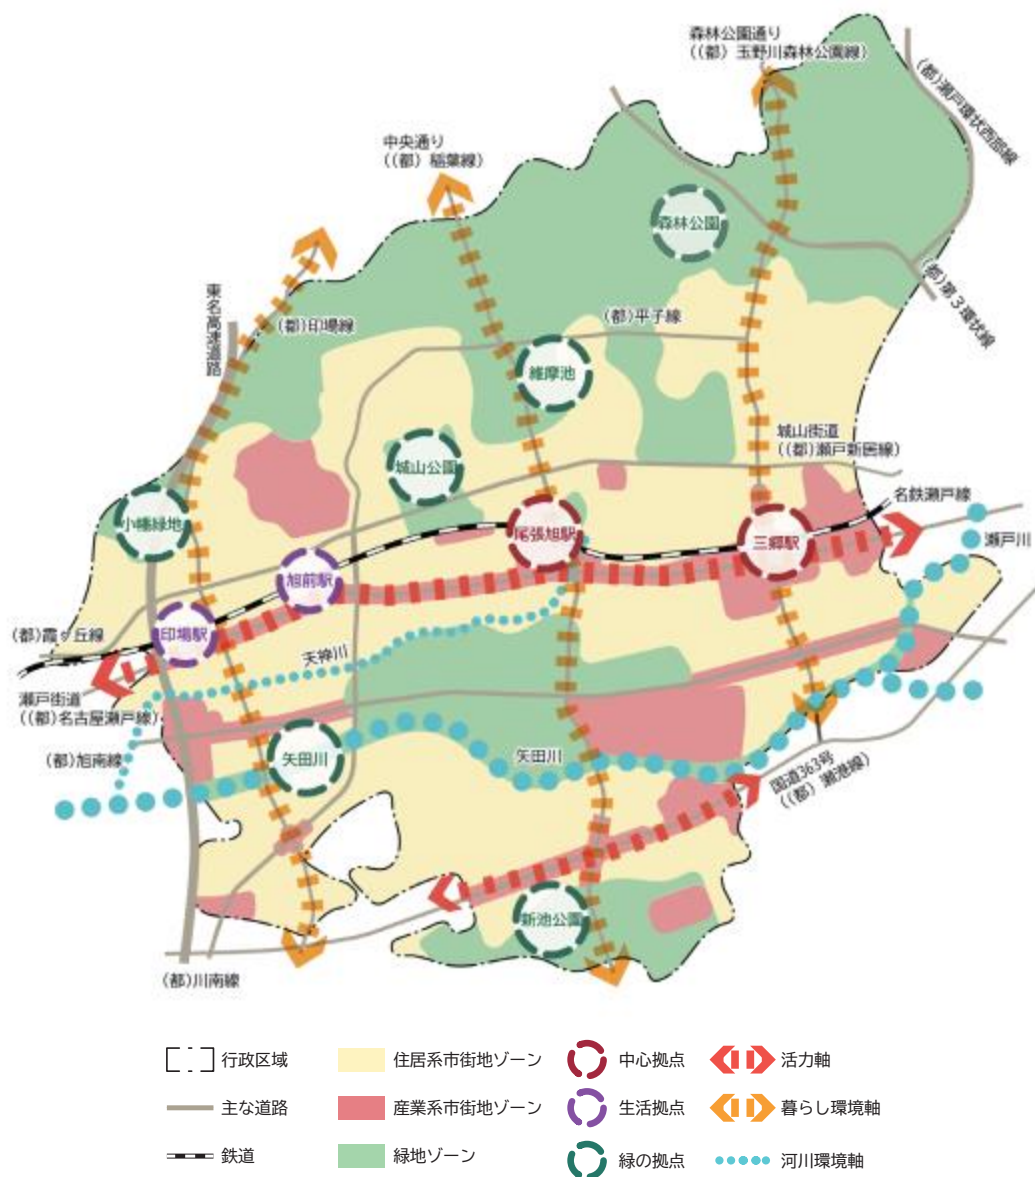 森林公園通り
((都) 玉野川森林公園線)
(都)瀬戸環状西部線
中央通り
((都) 稲葉線)
森林公園
東名高速道路
(都)印場線
(都)平子線
(都)第3環状線
維摩池
城山街道
((都)瀬戸新居線)
城山公園
名鉄瀬戸線
小幡緑地
尾張旭駅
三郷駅
瀬戸川
旭前駅
印場駅
(都)霞ヶ丘線
天神川
瀬戸街道
((都)名古屋瀬戸線)
(都)旭南線
矢田川
矢田川
国道363号
((都) 瀬港線)
新池公園
(都)川南線
行政区域
住居系市街地ゾーン
中心拠点
活力軸
主な道路
産業系市街地ゾーン
生活拠点
暮らし環境軸
鉄道
緑地ゾーン
緑の拠点
河川環境軸